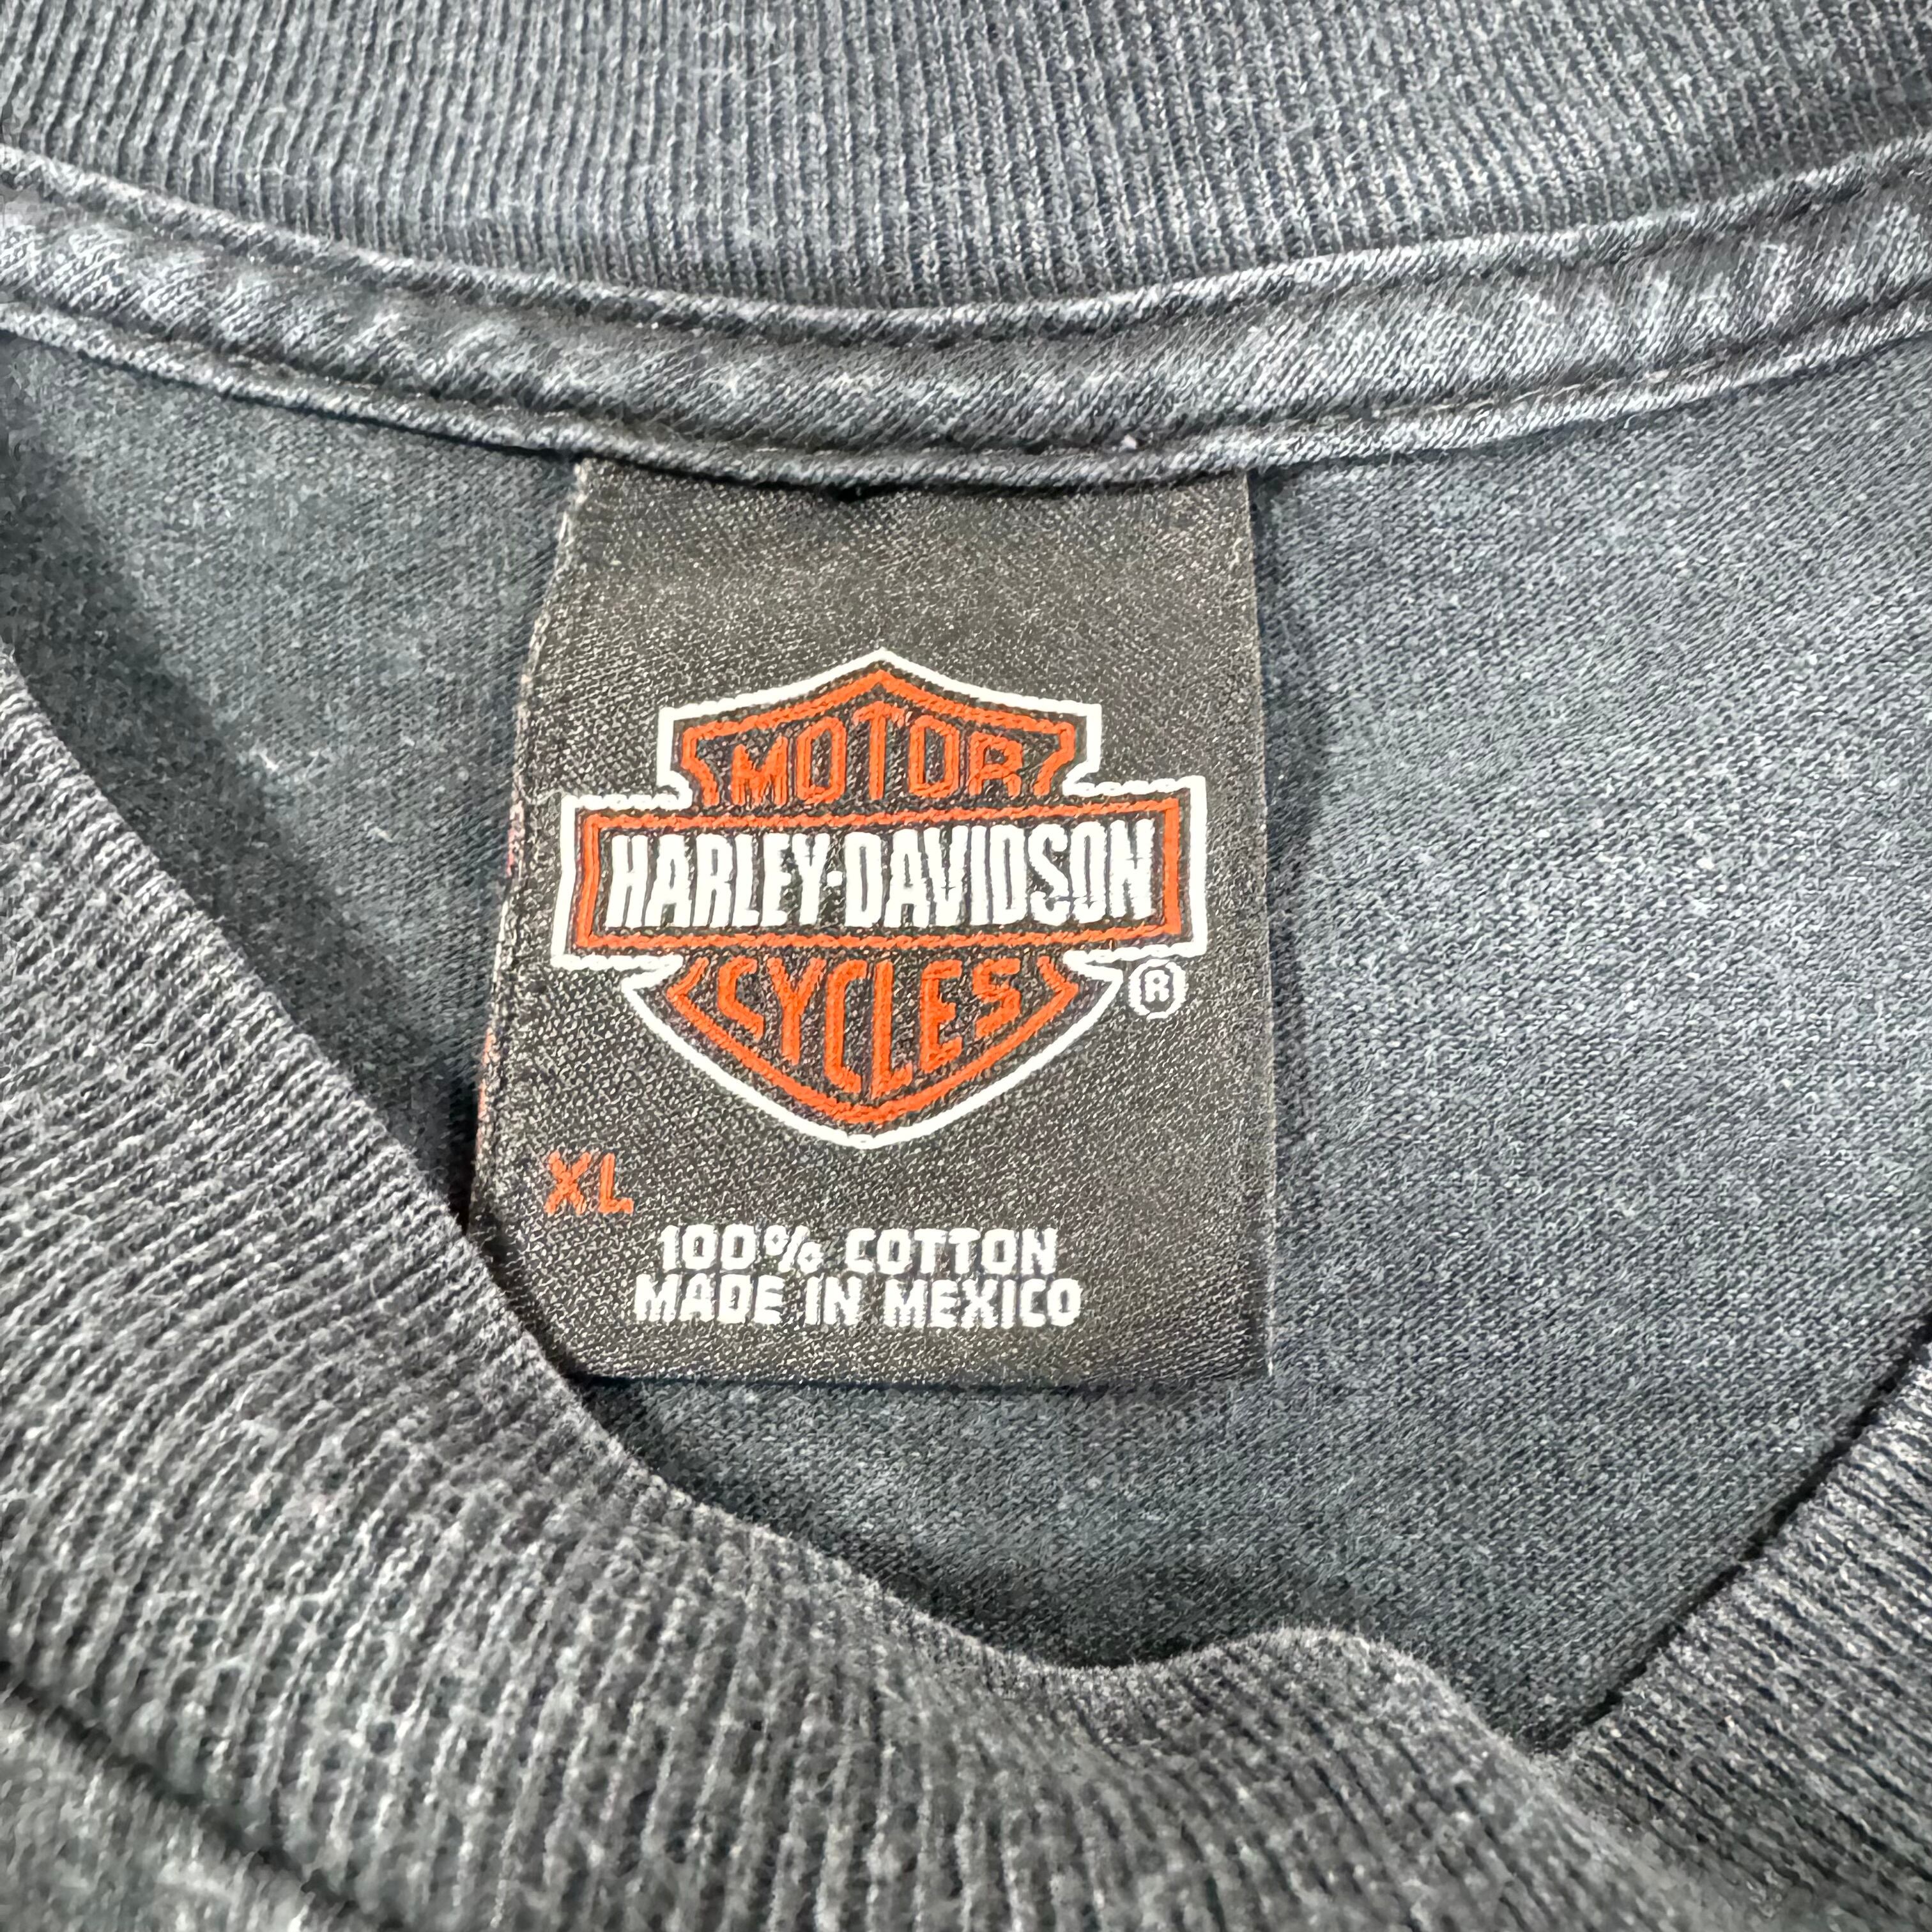 MOTOR
HARLEY-DAVIDSON
CYCLES
®
XL
100% COTTON
MADE IN MEXICO